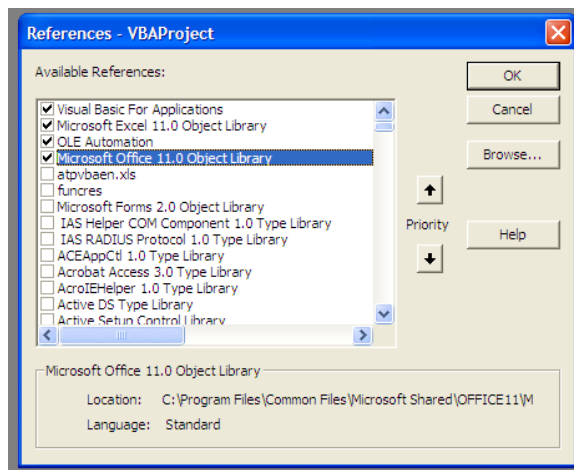 References - VBAProject
Available References:
Visual Basic For Applications
Microsoft Excel 11.0 Object Library
OLE Automation
Microsoft Office 11.0 Object Library
atpvbaen.xls
funcres
Microsoft Forms 2.0 Object Library
IAS Helper COM Component 1.0 Type Library
IAS RADIUS Protocol 1.0 Type Library
ACEAppCtl 1.0 Type Library
Acrobat Access 3.0 Type Library
AcroIEHelper 1.0 Type Library
Active DS Type Library
Active Setup Control Library
Priority
OK
Cancel
Browse...
Help
Microsoft Office 11.0 Object Library
Location: C:\Program Files\Common Files\Microsoft Shared\OFFICE11\M
Language: Standard